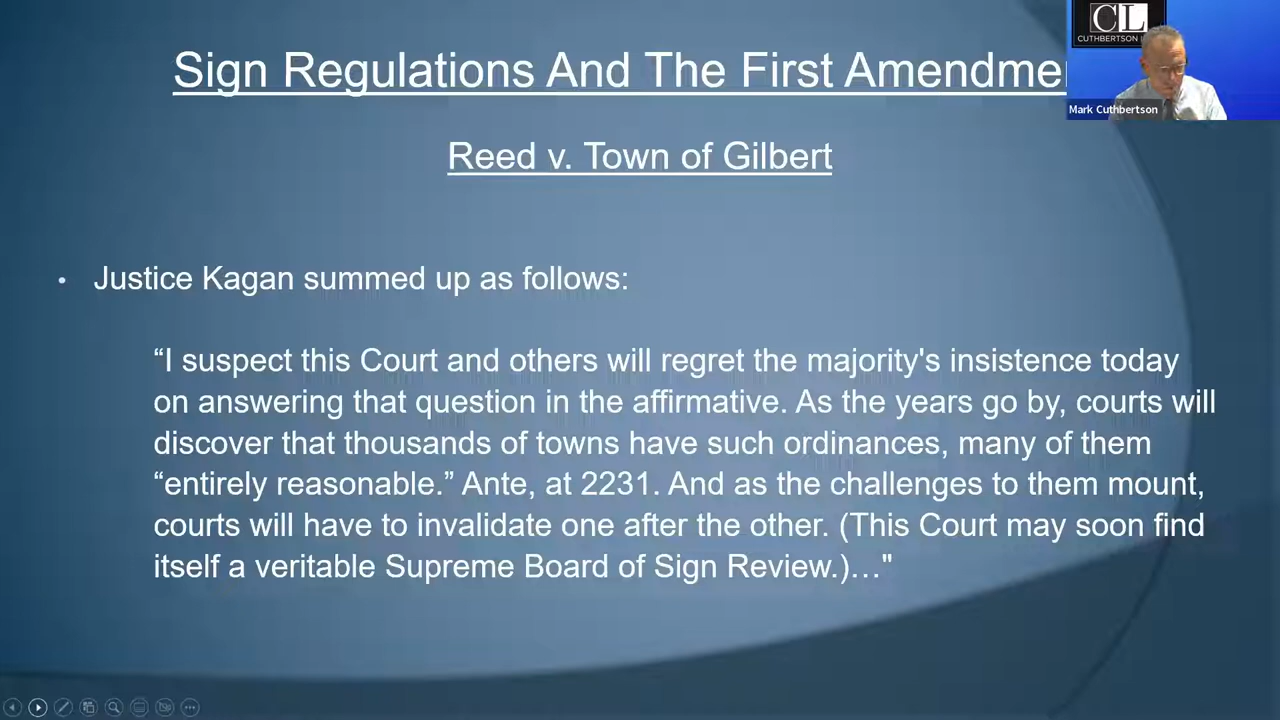 Sign Regulations And The First Amendme
Reed v. Town of Gilbert
• Justice Kagan summed up as follows:
“I suspect this Court and others will regret the majority's insistence today
on answering that question in the affirmative. As the years go by, courts will
discover that thousands of towns have such ordinances, many of them
“entirely reasonable.” Ante, at 2231. And as the challenges to them mount,
courts will have to invalidate one after the other. (This Court may soon find
itself a veritable Supreme Board of Sign Review.)…"
CL
CUTHBERTSON
Mark Cuthbertson